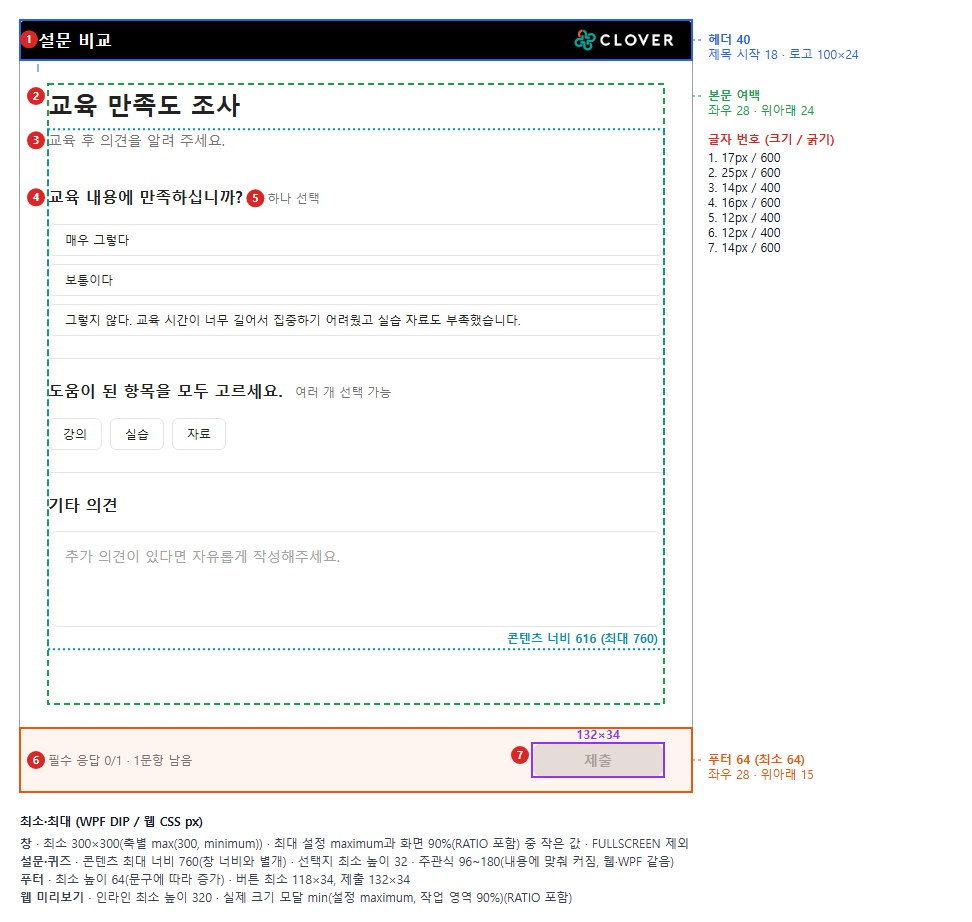 1 설문 비교
CLOVER
헤더 40
제목 시작 18 · 로고 100×24
2 교육 만족도 조사
본문 여백
좌우 28 · 위아래 24
3 교육 후 의견을 알려 주세요.
글자 번호 (크기 / 굵기)
1. 17px / 600
2. 25px / 600
3. 14px / 400
4. 16px / 600
5. 12px / 400
6. 12px / 400
7. 14px / 600
4 교육 내용에 만족하십니까? 5 하나 선택
매우 그렇다
보통이다
그렇지 않다. 교육 시간이 너무 길어서 집중하기 어려웠고 실습 자료도 부족했습니다.
도움이 된 항목을 모두 고르세요. 여러 개 선택 가능
강의 실습 자료
기타 의견
추가 의견이 있다면 자유롭게 작성해주세요.
콘텐츠 너비 616 (최대 760)
132×34
6 필수 응답 0/1 · 1문항 남음
7 제출
푸터 64 (최소 64)
좌우 28 · 위아래 15
최소·최대 (WPF DIP / 웹 CSS px)
창 · 최소 300×300(축별 max(300, minimum)) · 최대 설정 maximum과 화면 90%(RATIO 포함) 중 작은 값 · FULLSCREEN 제외
설문·퀴즈 · 콘텐츠 최대 너비 760(창 너비와 별개) · 선택지 최소 높이 32 · 주관식 96~180(내용에 맞춰 커짐, 웹·WPF 같음)
푸터 · 최소 높이 64(문구에 따라 증가) · 버튼 최소 118×34, 제출 132×34
웹 미리보기 · 인라인 최소 높이 320 · 실제 크기 모달 min(설정 maximum, 작업 영역 90%)(RATIO 포함)